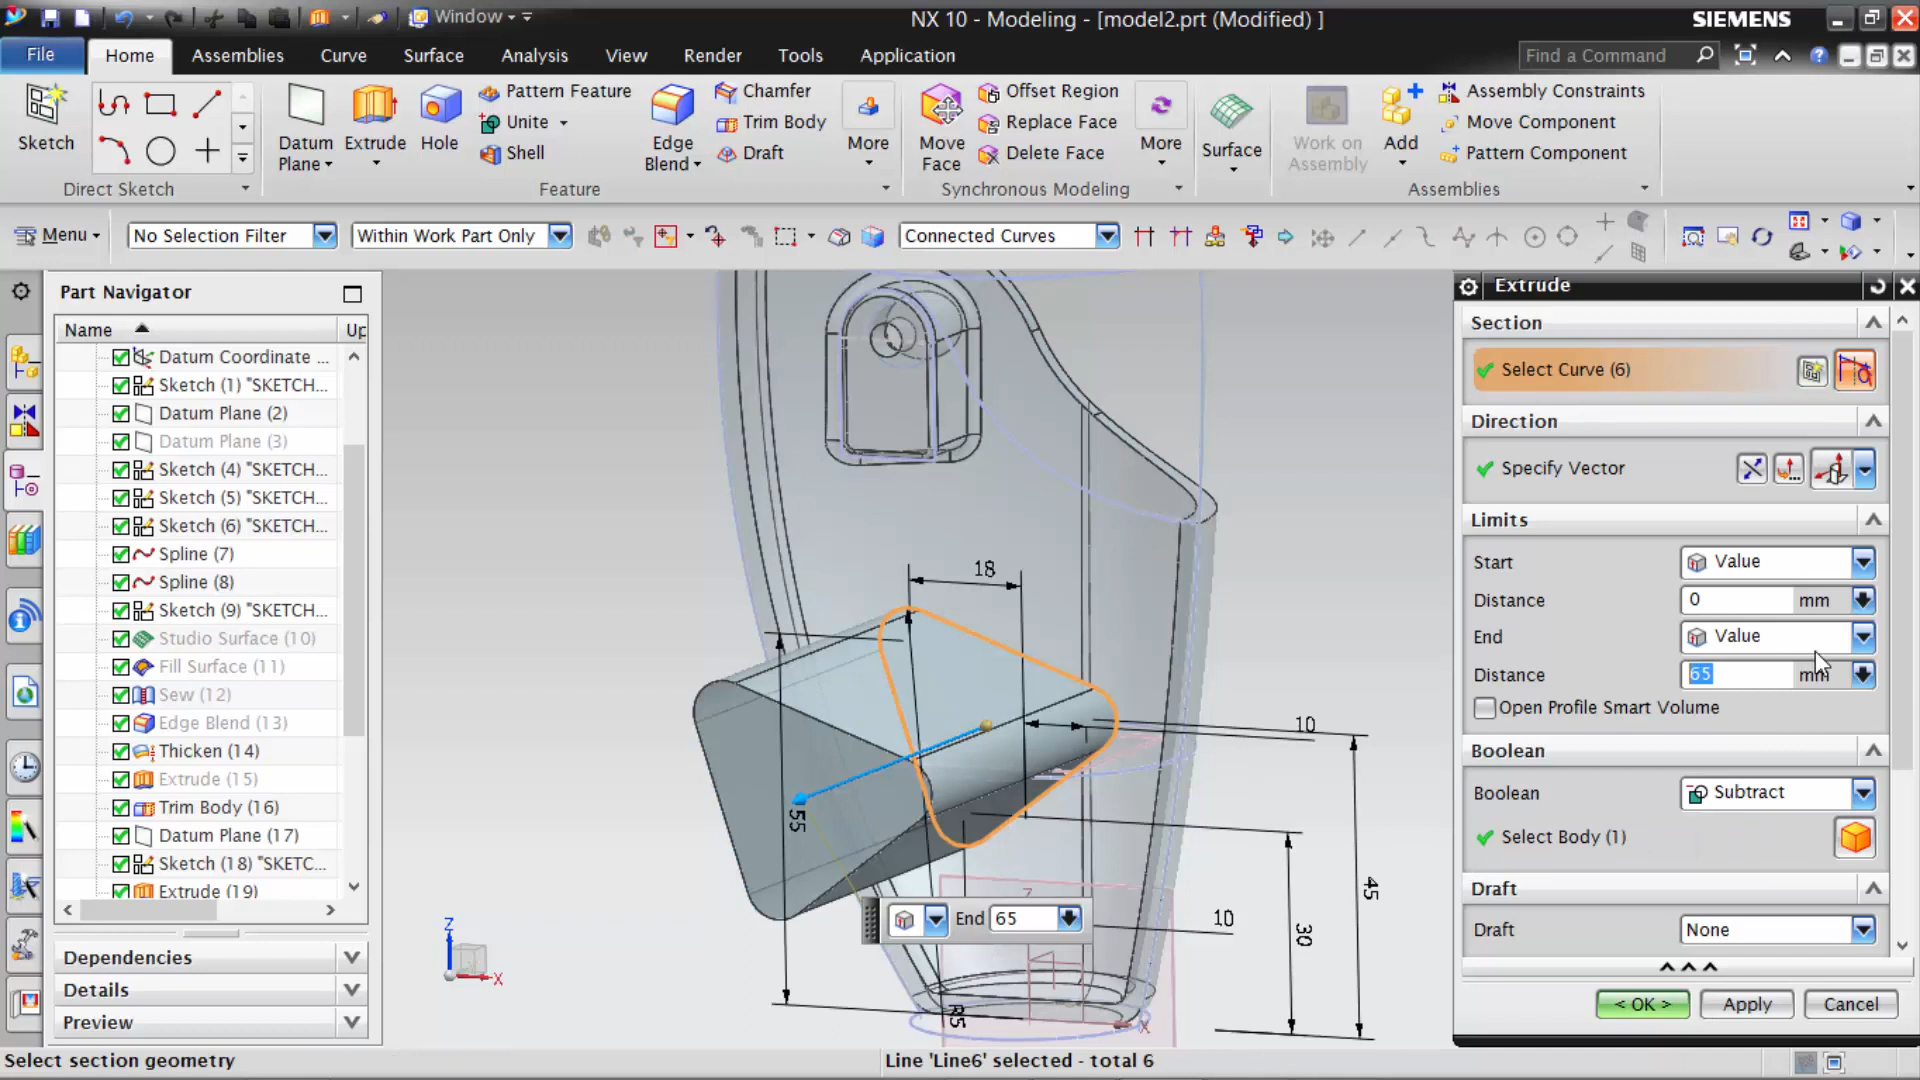 Window
NX 10 - Modeling - [model2.prt (Modified) ]
SIEMENS
File
Home
Assemblies
Curve
Surface
Analysis
View
Render
Tools
Application
Find a Command
Sketch
Direct Sketch
Datum Plane
Extrude
Hole
Pattern Feature
Unite
Shell
Edge Blend
Chamfer
Trim Body
Draft
More
Feature
Move Face
Offset Region
Replace Face
Delete Face
More
Synchronous Modeling
Surface
Work on Assembly
Add
Assembly Constraints
Move Component
Pattern Component
Assemblies
Menu
No Selection Filter
Within Work Part Only
Connected Curves
Part Navigator
Name
Up
Datum Coordinate ...
Sketch (1) "SKETCH...
Datum Plane (2)
Datum Plane (3)
Sketch (4) "SKETCH...
Sketch (5) "SKETCH...
Sketch (6) "SKETCH...
Spline (7)
Spline (8)
Sketch (9) "SKETCH...
Studio Surface (10)
Fill Surface (11)
Sew (12)
Edge Blend (13)
Thicken (14)
Extrude (15)
Trim Body (16)
Datum Plane (17)
Sketch (18) "SKETC...
Extrude (19)
Dependencies
Details
Preview
18
10
55
45
30
10
R5
Z
X
Z
X
End 65
Extrude
Section
Select Curve (6)
Direction
Specify Vector
Limits
Start
Value
Distance
0
mm
End
Value
Distance
65
mm
Open Profile Smart Volume
Boolean
Boolean
Subtract
Select Body (1)
Draft
Draft
None
< OK >
Apply
Cancel
Select section geometry
Line 'Line6' selected - total 6